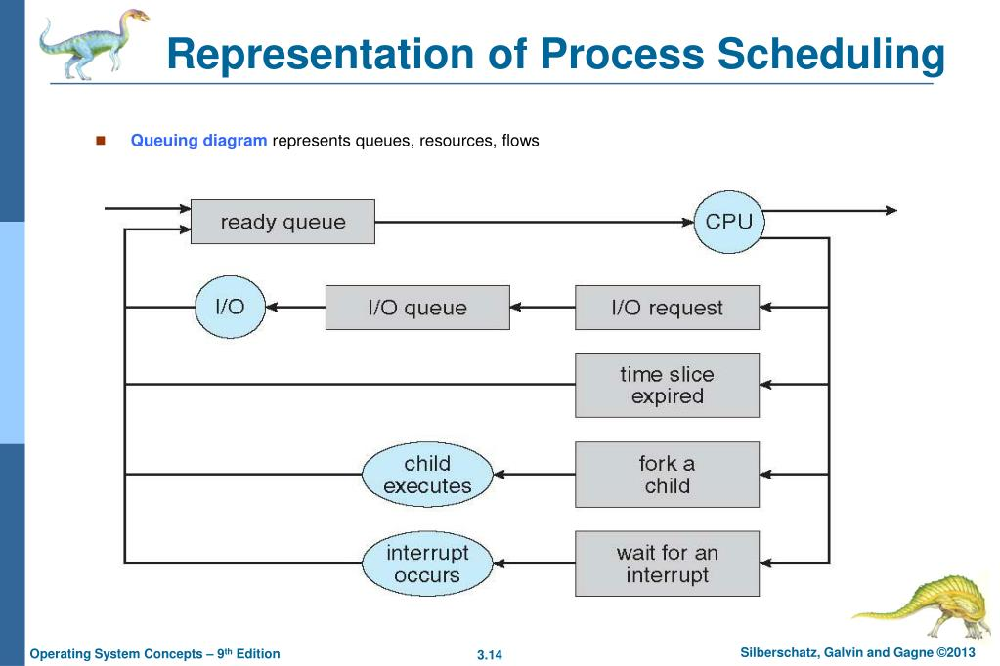 Representation of Process Scheduling
Queuing diagram represents queues, resources, flows
ready queue
CPU
I/O
I/O queue
I/O request
time slice
expired
child
executes
fork a
child
interrupt
occurs
wait for an
interrupt
Operating System Concepts – 9th Edition
3.14
Silberschatz, Galvin and Gagne ©2013